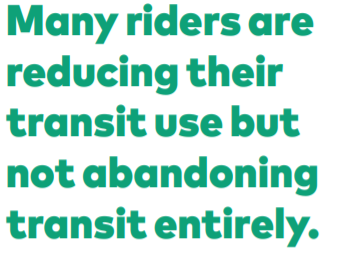 Many riders are
reducing their
transit use but
not abandoning
transit entirely.